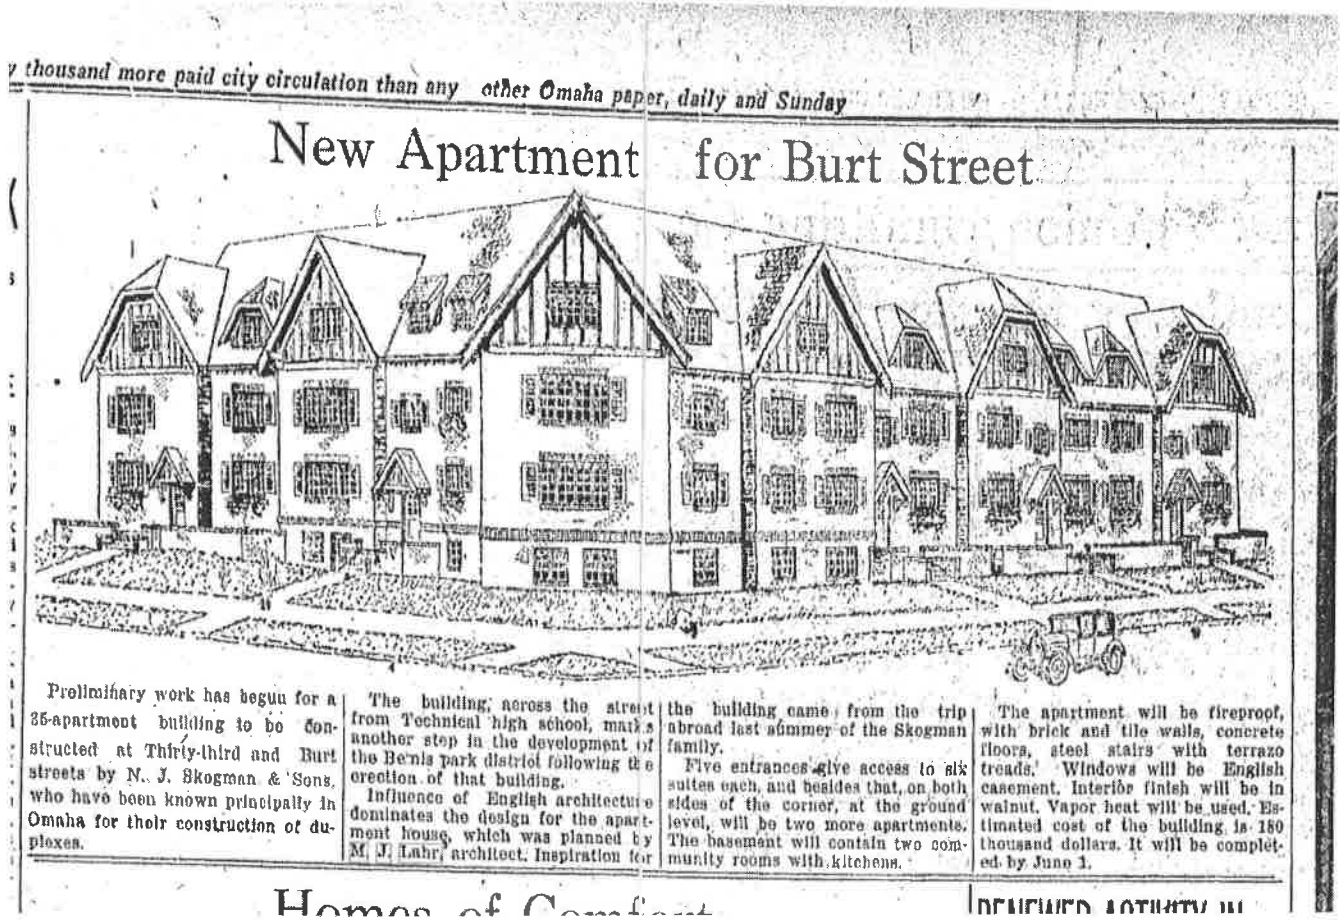 thousand more paid city circulation than any other Omaha paper, daily and Sunday
New Apartment for Burt Street
Preliminary work has begun for a
35-apartment building to be con-
structed at Thirty-third and Burt
streets by N. J. Skogman & Sons,
who have been known principally in
Omaha for their construction of du-
plexes.
The building, across the street
from Technical high school, marks
another step in the development of
the Bemis park district following the
erection of that building.
Influence of English architecture
dominates the design for the apart-
ment house, which was planned by
M. J. Lahr, architect. Inspiration for
the building came from the trip
abroad last summer of the Skogman
family.
Five entrances give access to six
suites each, and besides that, on both
sides of the corner, at the ground
level, will be two more apartments.
The basement will contain two com-
munity rooms with kitchens.
The apartment will be fireproof,
with brick and tile walls, concrete
floors, steel stairs with terrazo
treads. Windows will be English
casement. Interior finish will be in
walnut. Vapor heat will be used. Es-
timated cost of the building is 180
thousand dollars. It will be complet-
ed by June 1.
Homes of Comfort
RENEWED ACTIVITY IN